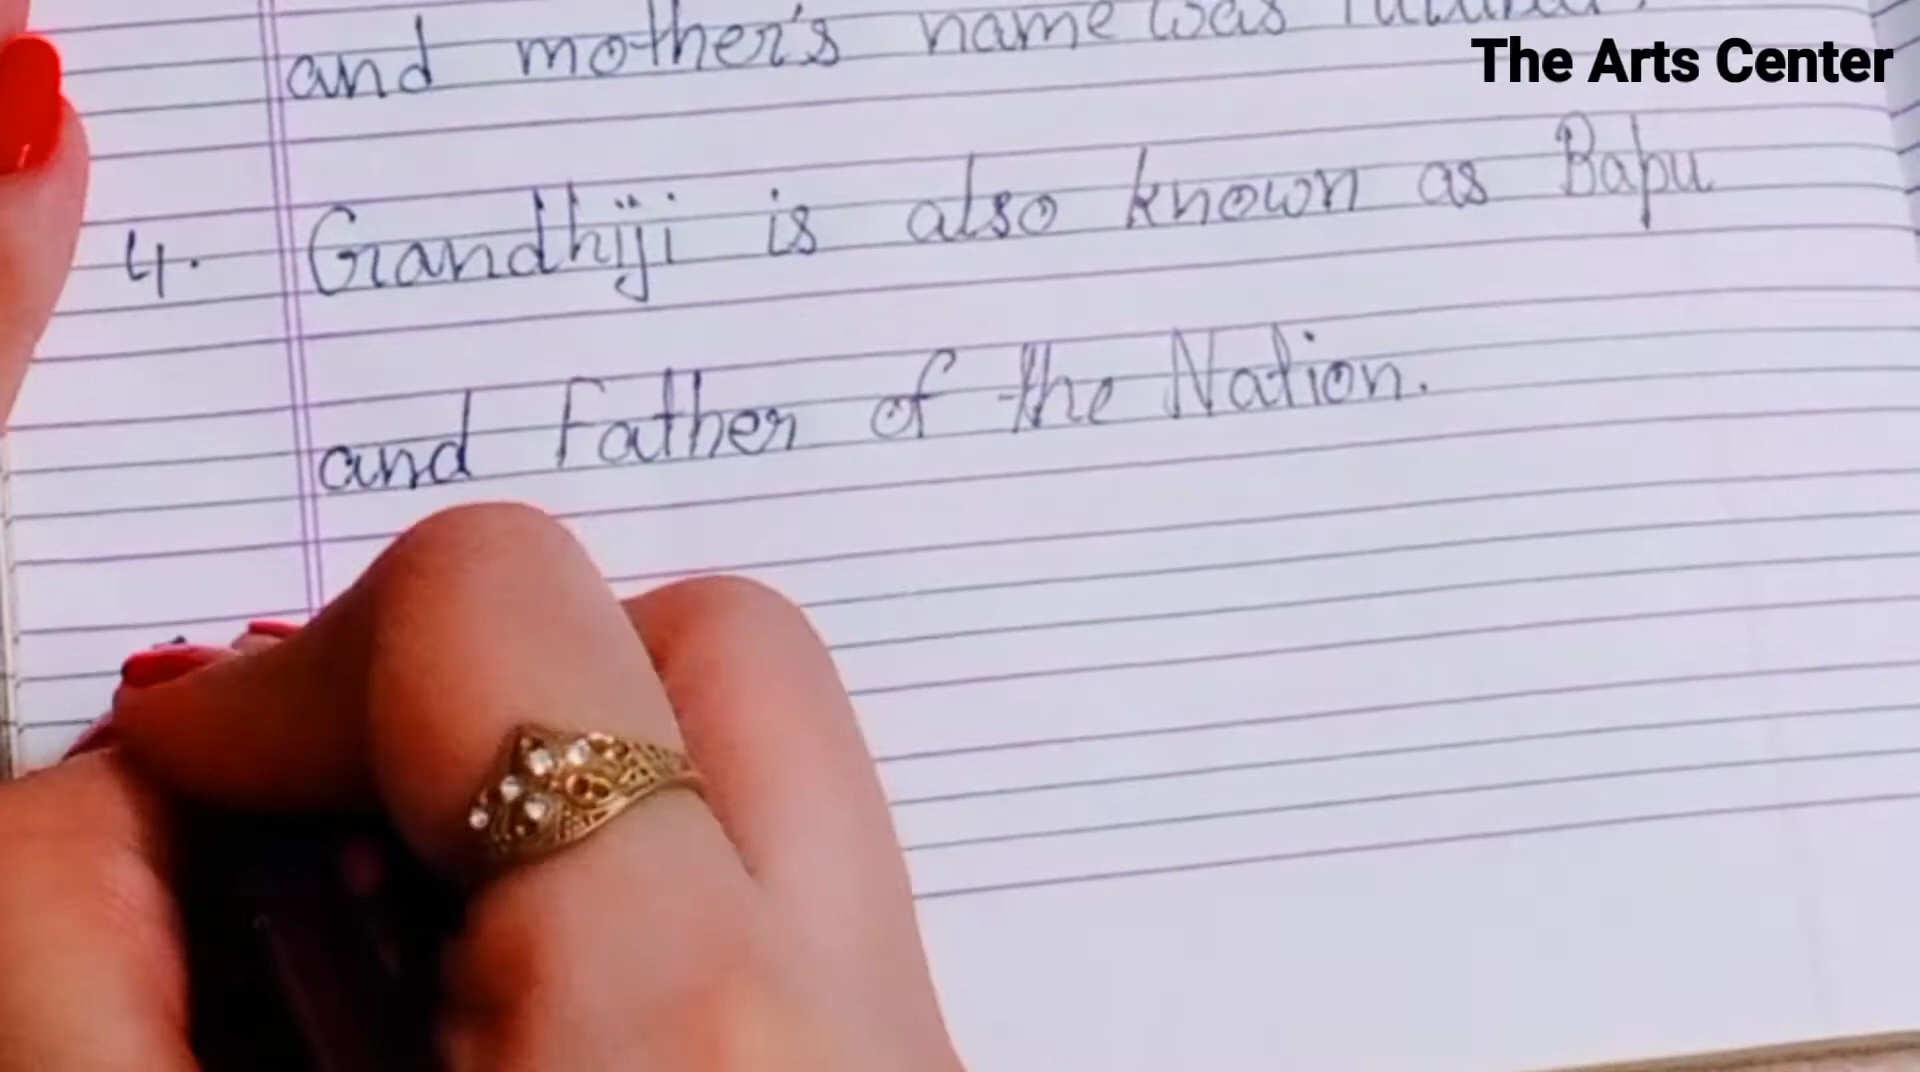 and mother's name was
The Arts Center
4. Gandhiji is also known as Bapu
and Father of the Nation.